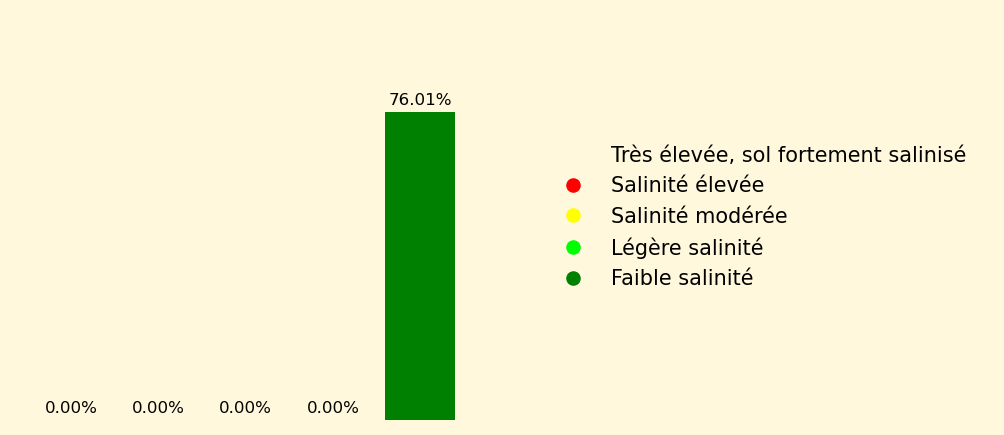 76.01%
Très élevée, sol fortement salinisé
Salinité élevée
Salinité modérée
Légère salinité
Faible salinité
0.00% 0.00% 0.00% 0.00%